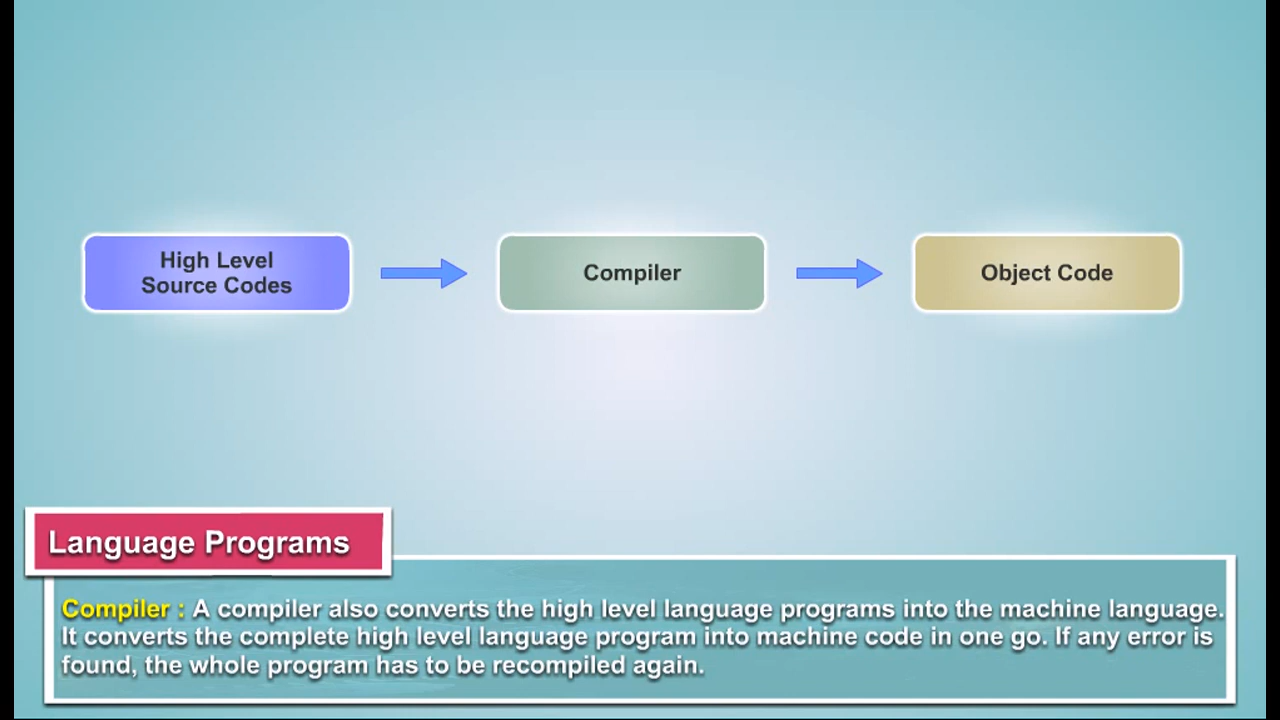 High Level
Source Codes
Compiler
Object Code
Language Programs
Compiler : A compiler also converts the high level language programs into the machine language.
It converts the complete high level language program into machine code in one go. If any error is
found, the whole program has to be recompiled again.